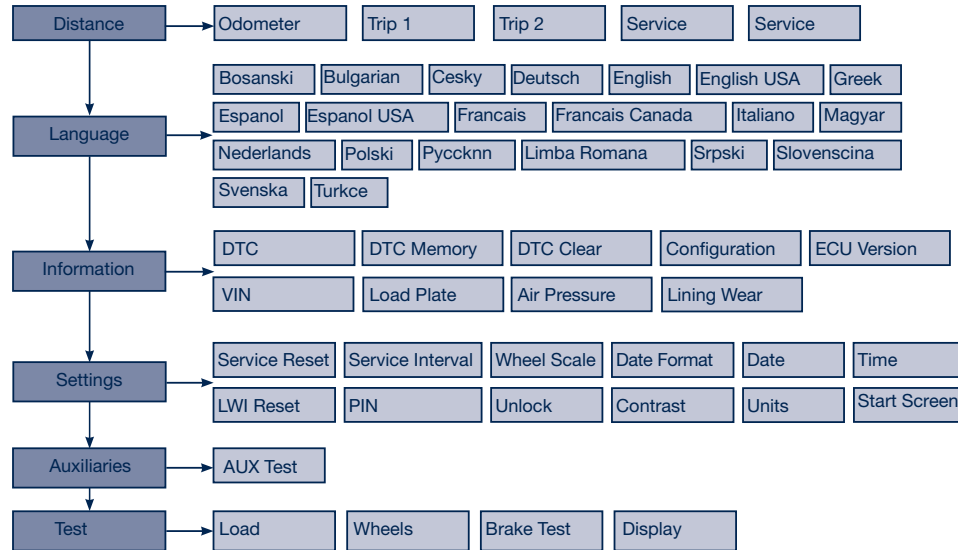 Distance Odometer Trip 1 Trip 2 Service Service
Bosanski Bulgarian Cesky Deutsch English English USA Greek
Language Espanol Espanol USA Francais Francais Canada Italiano Magyar
Nederlands Polski Pyccknn Limba Romana Srpski Slovenscina
Svenska Turkce
Information DTC DTC Memory DTC Clear Configuration ECU Version
VIN Load Plate Air Pressure Lining Wear
Settings Service Reset Service Interval Wheel Scale Date Format Date Time
LWI Reset PIN Unlock Contrast Units Start Screen
Auxiliaries AUX Test
Test Load Wheels Brake Test Display